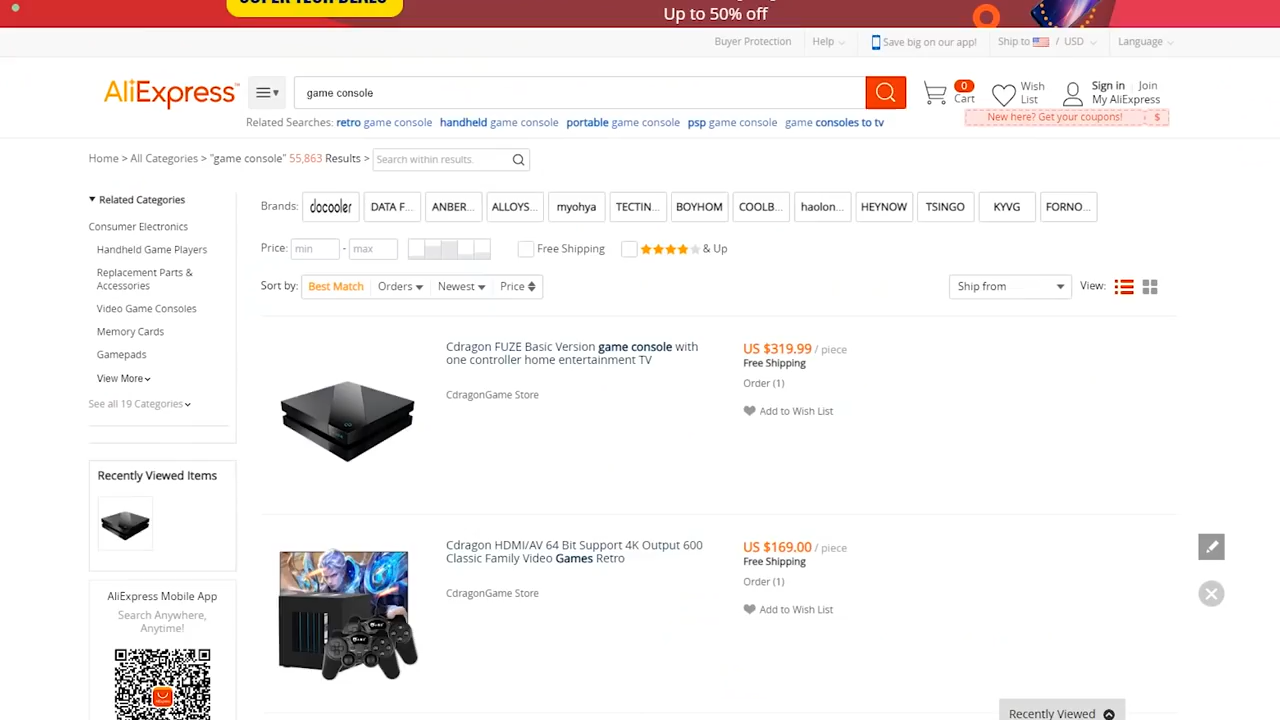 SUPER TECH DEALS
Up to 50% off
Buyer Protection
Help
Save big on our app!
Ship to / USD
Language
AliExpress™
game console
0
Cart
Wish
List
Sign in Join
My AliExpress
New here? Get your coupons! $
Related Searches: retro game console handheld game console portable game console psp game console game consoles to tv
Home > All Categories > "game console" 55,863 Results >
Search within results.
Related Categories
Consumer Electronics
Handheld Game Players
Replacement Parts &
Accessories
Video Game Consoles
Memory Cards
Gamepads
View More
See all 19 Categories
Recently Viewed Items
AliExpress Mobile App
Search Anywhere,
Anytime!
Brands: docooler DATA F... ANBER... ALLOYS... myohya TECTIN... BOYHOM COOLB... haolon... HEYNOW TSINGO KYVG FORNO...
Price: min - max Free Shipping & Up
Sort by: Best Match Orders Newest Price
Ship from
View:
Cdragon FUZE Basic Version game console with
one controller home entertainment TV
CdragonGame Store
US $319.99 / piece
Free Shipping
Order (1)
Add to Wish List
Cdragon HDMI/AV 64 Bit Support 4K Output 600
Classic Family Video Games Retro
CdragonGame Store
US $169.00 / piece
Free Shipping
Order (1)
Add to Wish List
Recently Viewed